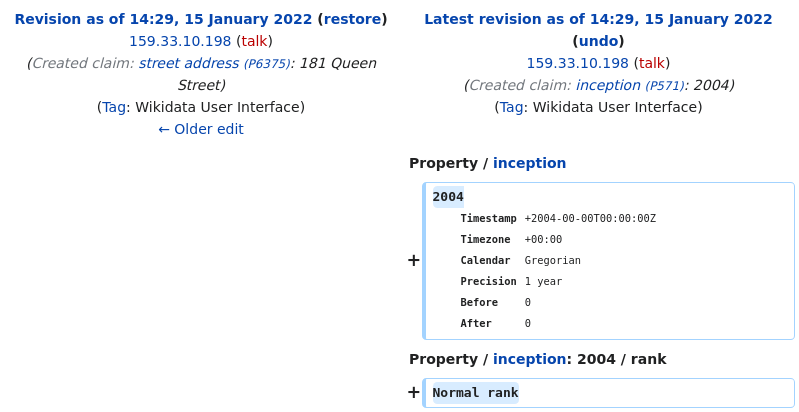 Revision as of 14:29, 15 January 2022 (restore)
159.33.10.198 (talk)
(Created claim: street address (P6375): 181 Queen
Street)
(Tag: Wikidata User Interface)
← Older edit
Latest revision as of 14:29, 15 January 2022
(undo)
159.33.10.198 (talk)
(Created claim: inception (P571): 2004)
(Tag: Wikidata User Interface)
Property / inception
2004
Timestamp +2004-00-00T00:00:00Z
Timezone +00:00
Calendar Gregorian
+ Precision 1 year
Before 0
After 0
Property / inception: 2004 / rank
+ Normal rank